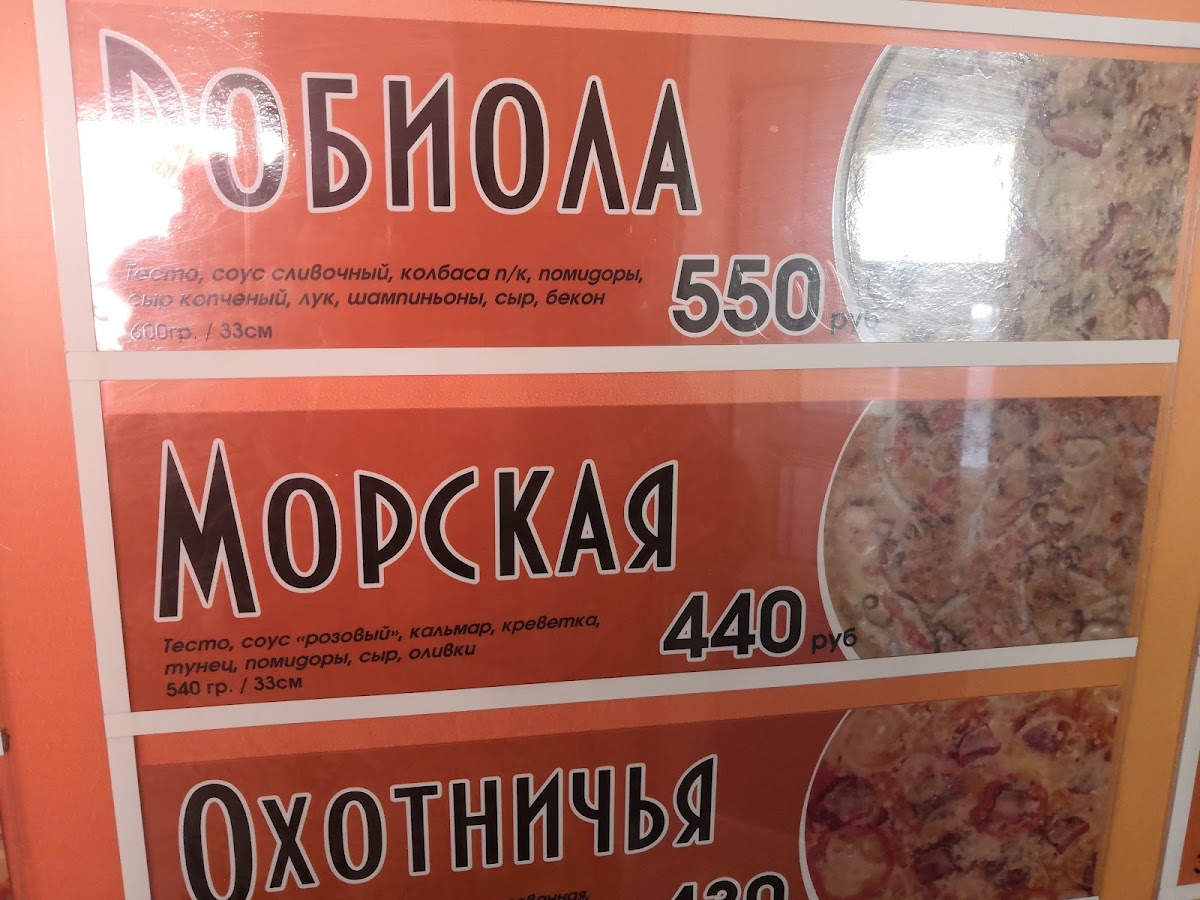 Робиола
Тесто, соус сливочный, колбаса п/к, помидоры,
сыр копченый, лук, шампиньоны, сыр, бекон
600гр. / 33см
550 руб
Морская
Тесто, соус «розовый», кальмар, креветка,
тунец, помидоры, сыр, оливки
540 гр. / 33см
440 руб
Охотничья
430